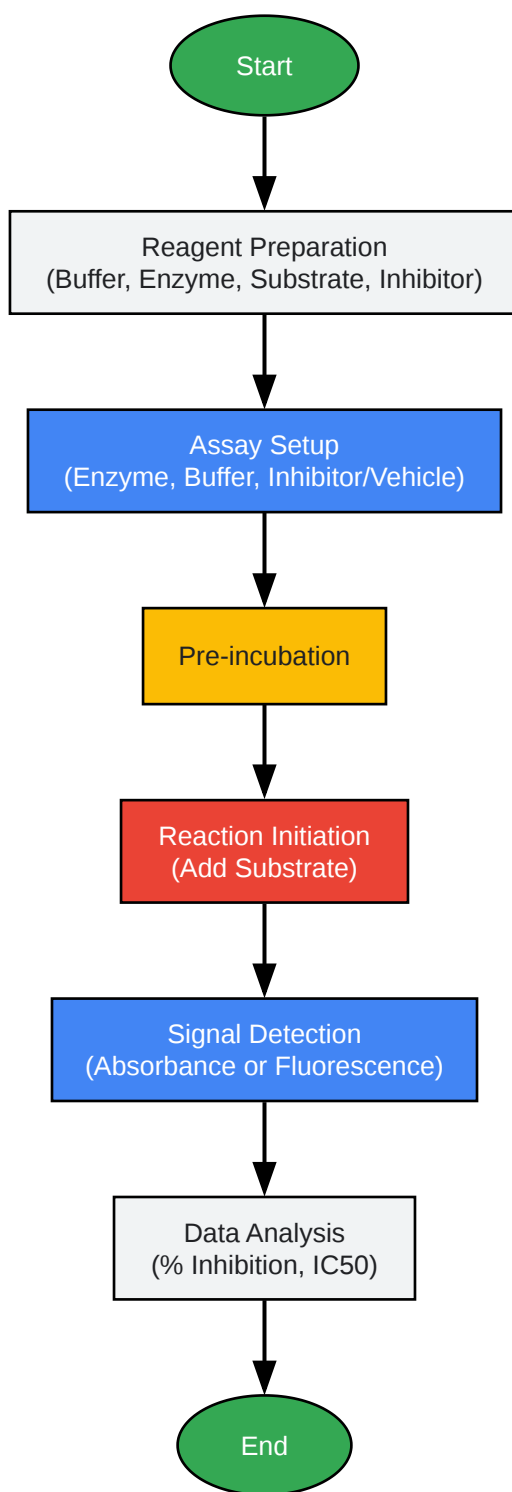 Start
Reagent Preparation
(Buffer, Enzyme, Substrate, Inhibitor)
Assay Setup
(Enzyme, Buffer, Inhibitor/Vehicle)
Pre-incubation
Reaction Initiation
(Add Substrate)
Signal Detection
(Absorbance or Fluorescence)
Data Analysis
(% Inhibition, IC50)
End